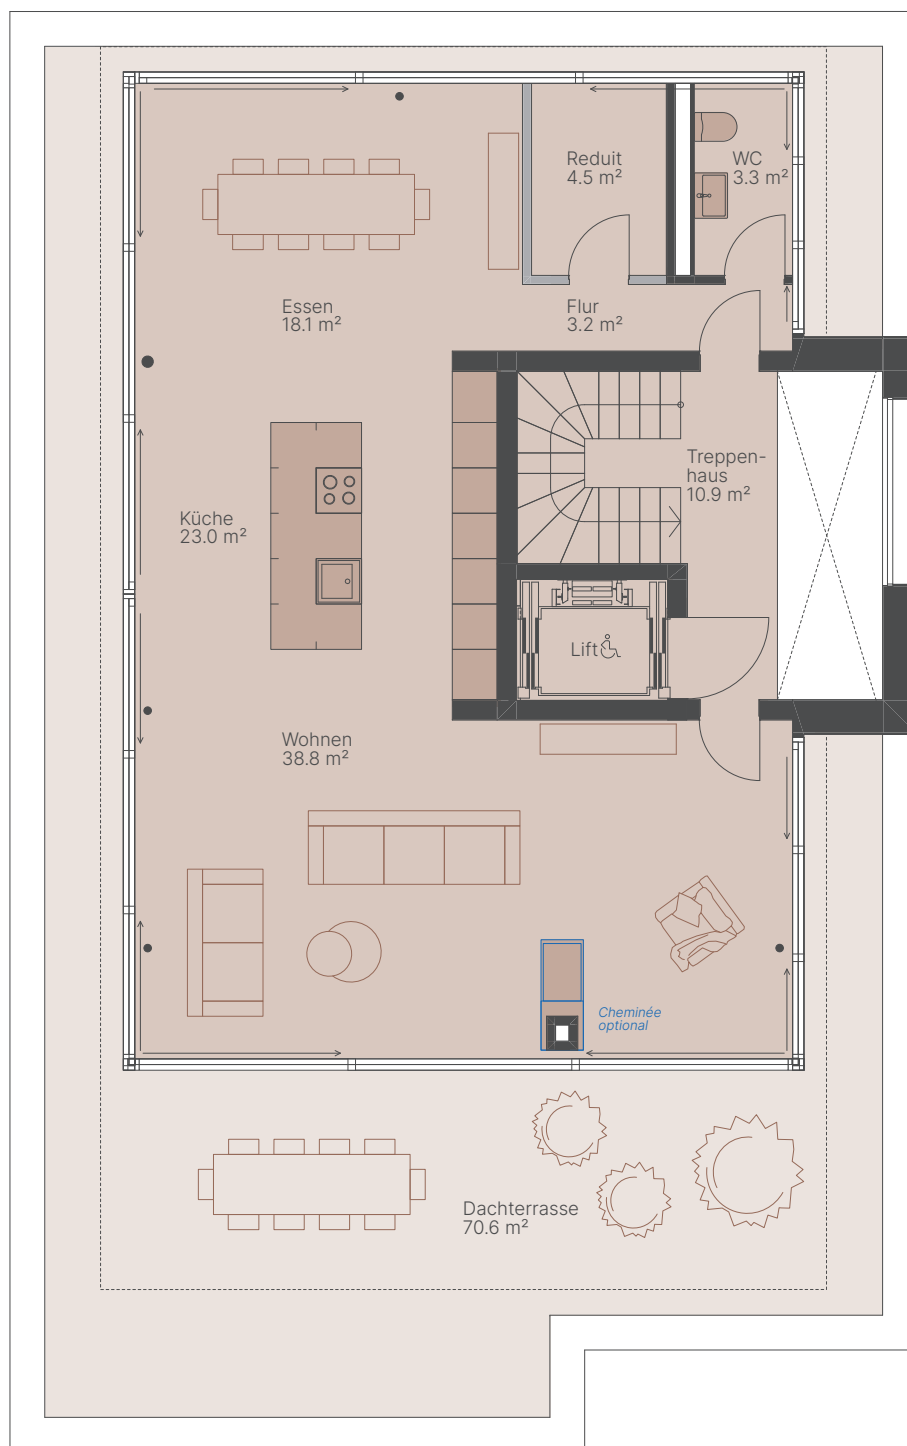 Reduit
4.5 m²
WC
3.3 m²
Essen
18.1 m²
Flur
3.2 m²
Treppen-
haus
10.9 m²
Küche
23.0 m²
Lift
Wohnen
38.8 m²
Cheminée
optional
Dachterrasse
70.6 m²